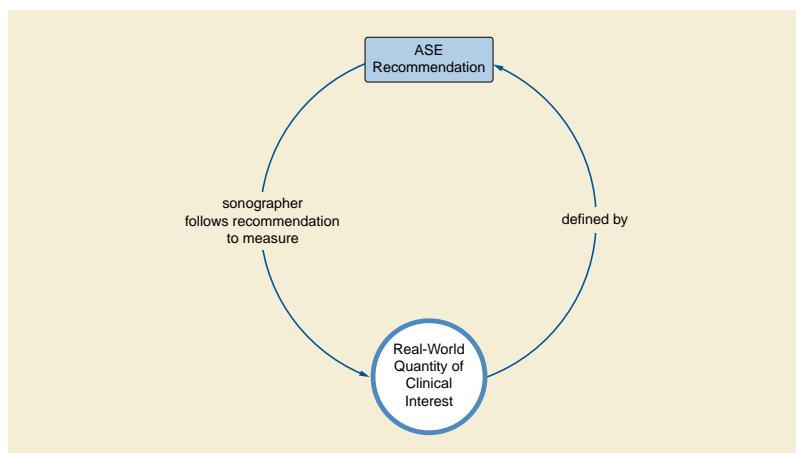 ASE
Recommendation
sonographer
follows recommendation
to measure
defined by
Real-World
Quantity of
Clinical
Interest